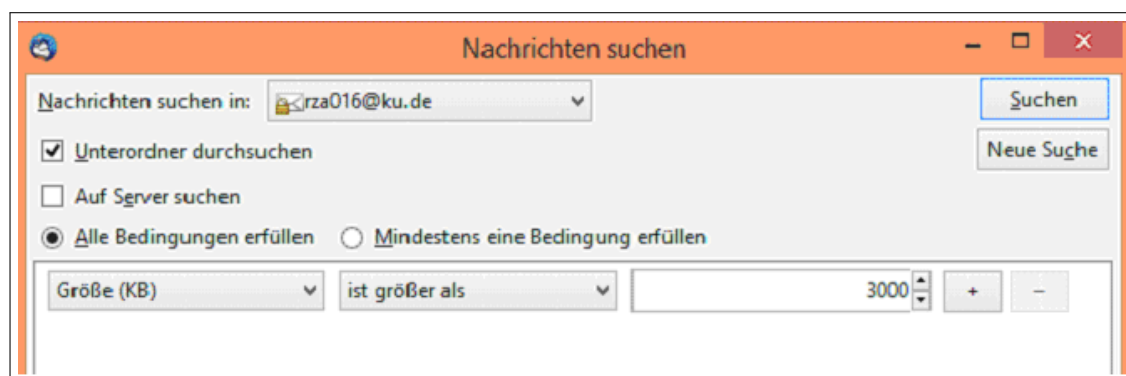 Nachrichten suchen
Nachrichten suchen in: rza016@ku.de Suchen
Unterordner durchsuchen Neue Suche
Auf Server suchen
Alle Bedingungen erfüllen Mindestens eine Bedingung erfüllen
Größe (KB) ist größer als 3000 + -